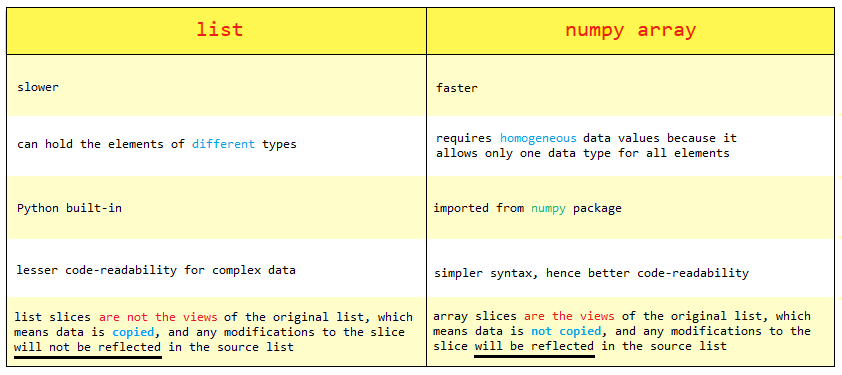 list
numpy array
slower
faster
can hold the elements of different types
requires homogeneous data values because it
allows only one data type for all elements
Python built-in
imported from numpy package
lesser code-readability for complex data
simpler syntax, hence better code-readability
list slices are not the views of the original list, which
means data is copied, and any modifications to the slice
will not be reflected in the source list
array slices are the views of the original list, which
means data is not copied, and any modifications to the
slice will be reflected in the source list